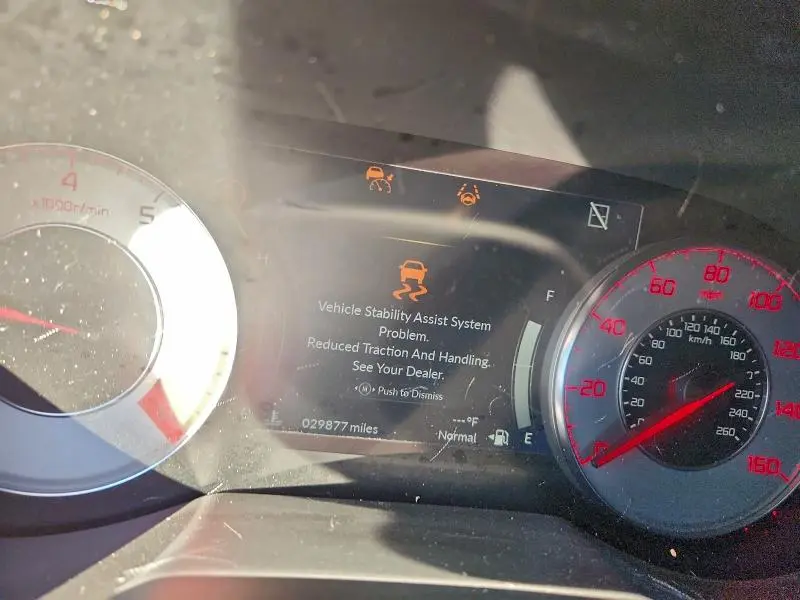 4
x1000r/min
5
F
Vehicle Stability Assist System
Problem.
Reduced Traction And Handling.
See Your Dealer.
Push to Dismiss
029877 miles
---°F
Normal
E
0
20
40
60
80
100
120
140
160
km/h
20
40
60
80
100
120
140
160
180
220
240
260